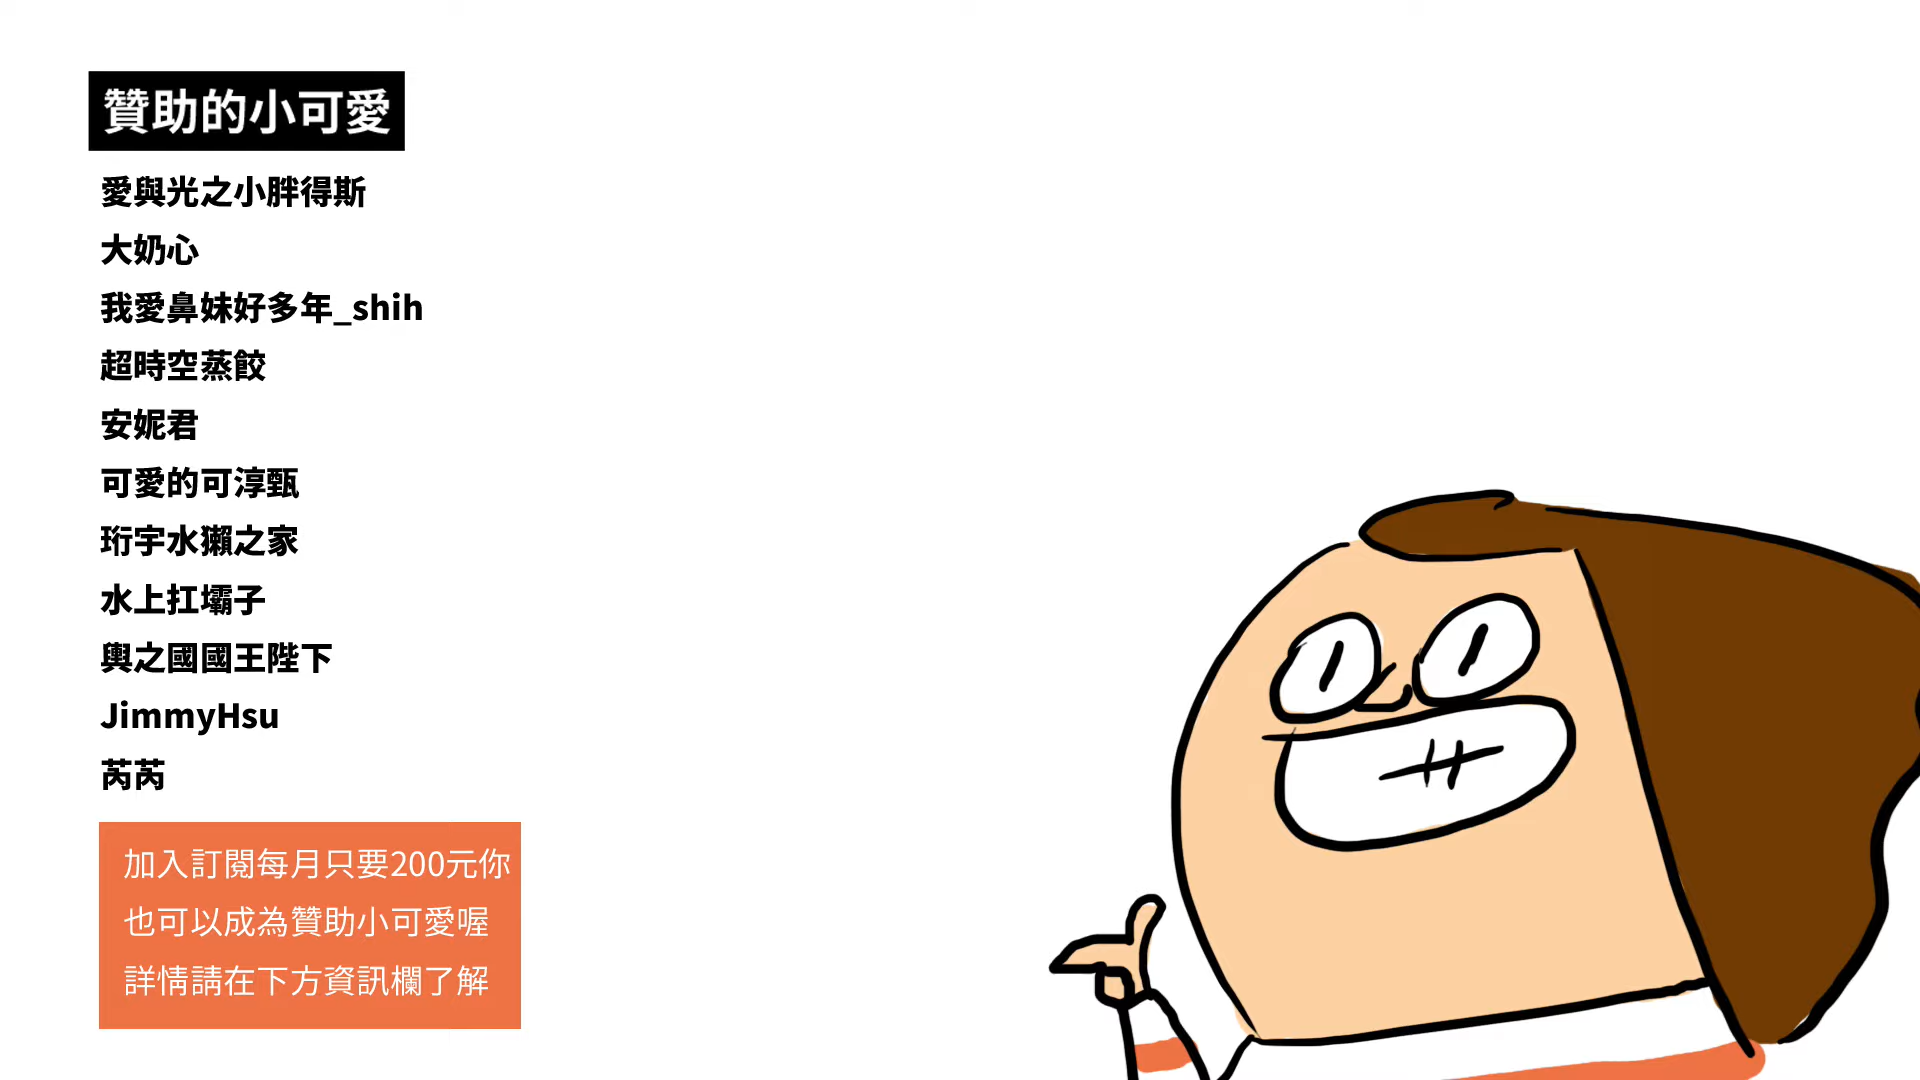 贊助的小可愛
愛與光之小胖得斯
大奶心
我愛鼻妹好多年_shih
超時空蒸餃
安妮君
可愛的可淳甄
珩宇水獺之家
水上扛壩子
輿之國國王陛下
JimmyHsu
芮芮
加入訂閱每月只要200元你
也可以成為贊助小可愛喔
詳情請在下方資訊欄了解